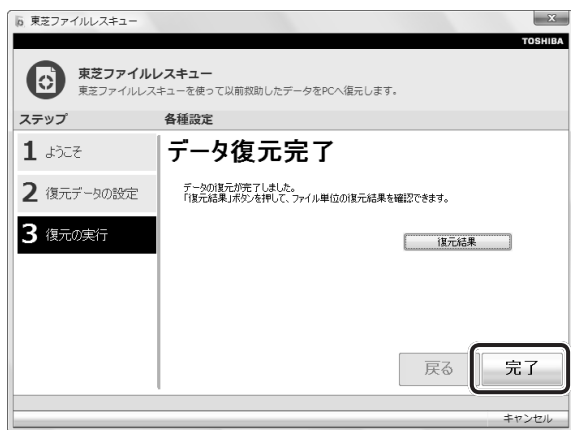 東芝ファイルレスキュー
TOSHIBA
東芝ファイルレスキュー
東芝ファイルレスキューを使って以前救助したデータをPCへ復元します。
ステップ
各種設定
1 ようこそ
2 復元データの設定
3 復元の実行
データ復元完了
データの復元が完了しました。
「復元結果」ボタンを押して、ファイル単位の復元結果を確認できます。
復元結果
戻る
完了
キャンセル